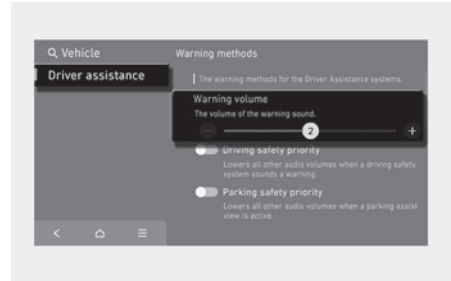 Vehicle
Warning methods
Driver assistance
The warning methods for the Driver Assistance systems.
Warning volume
The volume of the warning sound.
2
Driving safety priority
Lowers all other audio volumes when a driving safety
system sounds a warning.
Parking safety priority
Lowers all other audio volumes when a parking assist
view is active.